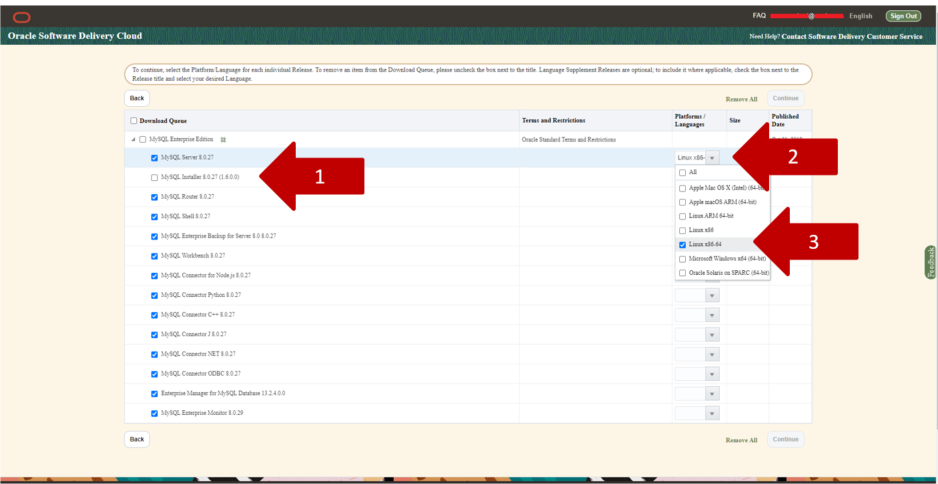 FAQ
English
Sign Out
Oracle Software Delivery Cloud
Need Help? Contact Software Delivery Customer Service
To continue, select the Platform/Language for each individual Release. To remove an item from the Download Queue, please uncheck the box next to the title. Language Supplement Releases are optional, to include it where applicable, check the box next to the
Release title and select your desired Language.
Back
Remove All
Continue
Download Queue
Terms and Restrictions
Platforms /
Languages
Size
Published
Date
MySQL Enterprise Edition
Oracle Standard Terms and Restrictions
MySQL Server 8.0.27
Linux x86-
1
2
3
MySQL Installer 8.0.27 (1.6.0.0)
All
MySQL Router 8.0.27
Apple Mac OS X (Intel) (64-bit)
Apple macOS ARM (64-bit)
MySQL Shell 8.0.27
Linux ARM 64-bit
Linux x86
MySQL Enterprise Backup for Server 8.0 8.0.27
Linux x86-64
MySQL Workbench 8.0.27
Microsoft Windows x64 (64-bit)
MySQL Connector for Node.js 8.0.27
Oracle Solaris on SPARC (64-bit)
MySQL Connector Python 8.0.27
MySQL Connector C++ 8.0.27
MySQL Connector J 8.0.27
MySQL Connector NET 8.0.27
MySQL Connector ODBC 8.0.27
Enterprise Manager for MySQL Database 13.2.4.0.0
MySQL Enterprise Monitor 8.0.29
Back
Remove All
Continue
Feedback